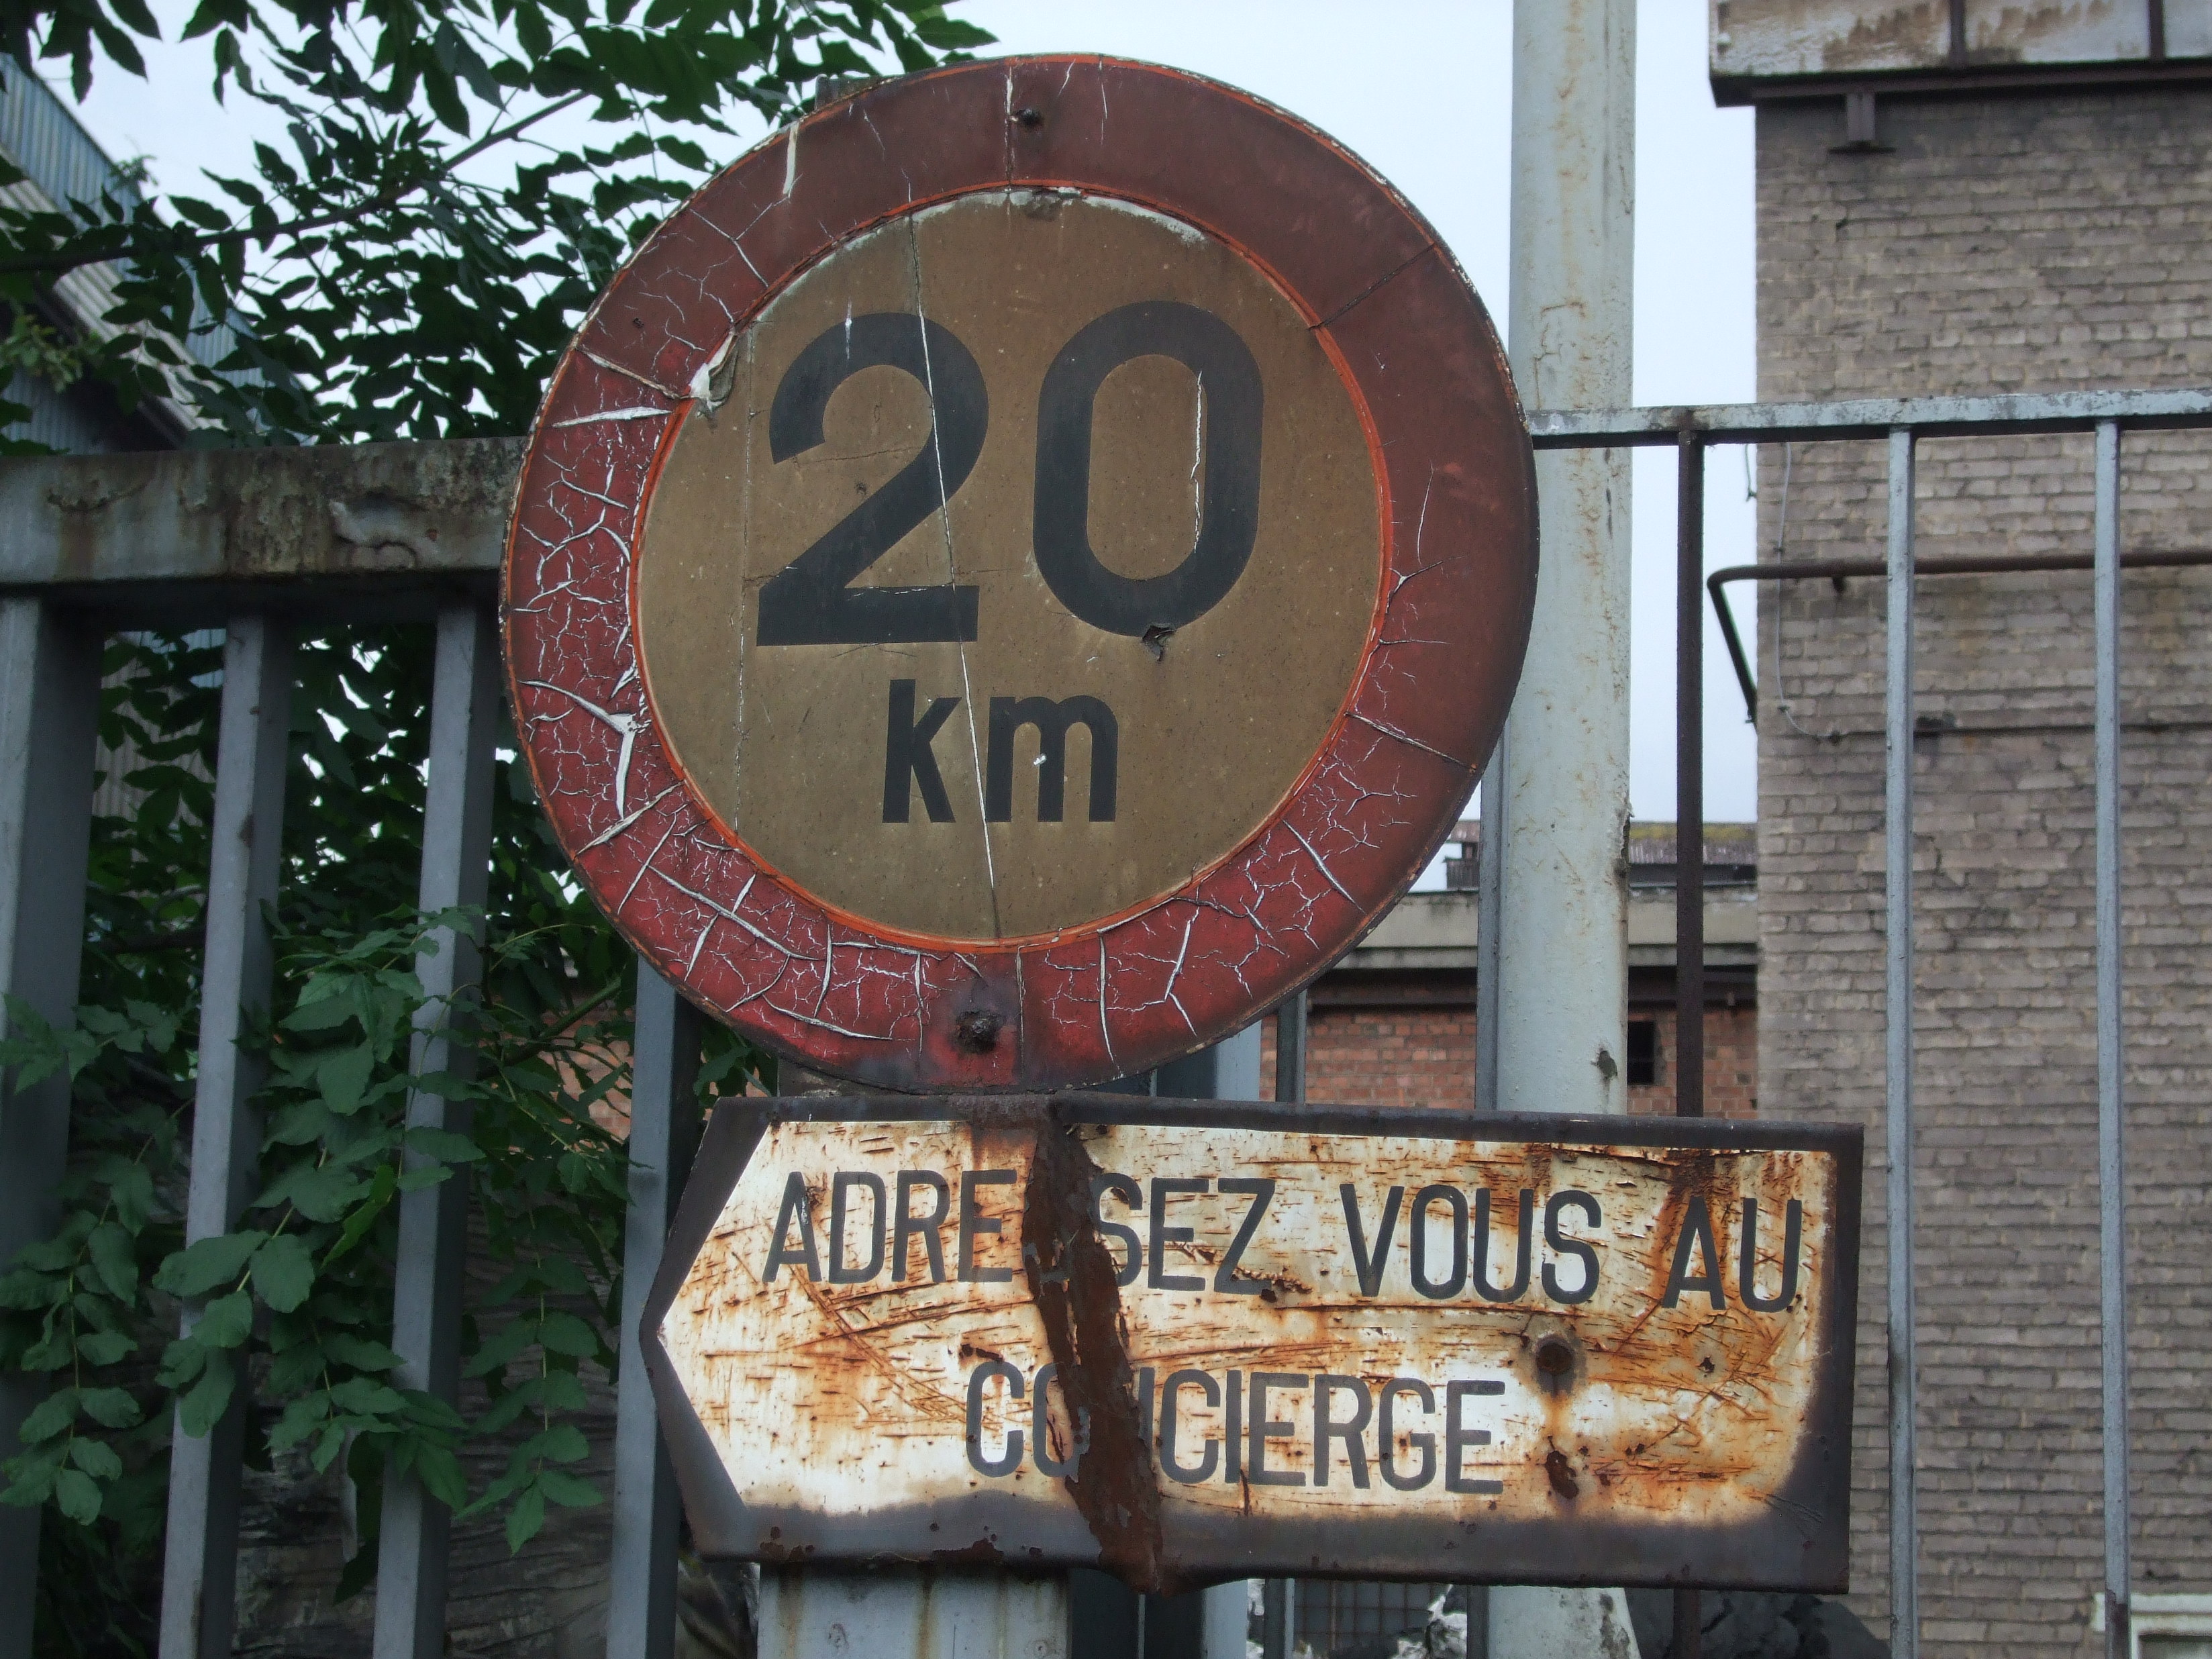 20
km
ADRESSEZ VOUS AU
CONCIERGE